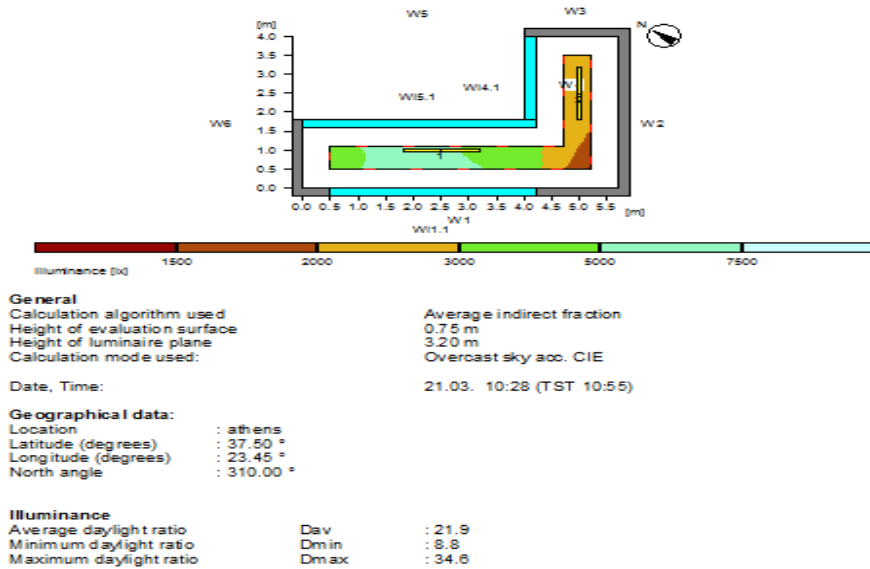 W5
W3
N
[m]
4.0
3.5
3.0
2.5
2.0
1.5
1.0
0.5
0.0
WI4.1
WI5.1
W6
W2
1
0.0 0.5 1.0 1.5 2.0 2.5 3.0 3.5 4.0 4.5 5.0 5.5 [m]
W1
WI1.1
1500 2000 3000 5000 7500
Illuminance [lx]
General
Calculation algorithm used Average indirect fraction
Height of evaluation surface 0.75 m
Height of luminaire plane 3.20 m
Calculation mode used: Overcast sky acc. CIE
Date, Time: 21.03. 10:28 (TST 10:55)
Geographical data:
Location : athens
Latitude (degrees) : 37.50 °
Longitude (degrees) : 23.45 °
North angle : 310.00 °
Illuminance
Average daylight ratio Dav : 21.9
Minimum daylight ratio Dmin : 8.8
Maximum daylight ratio Dmax : 34.6